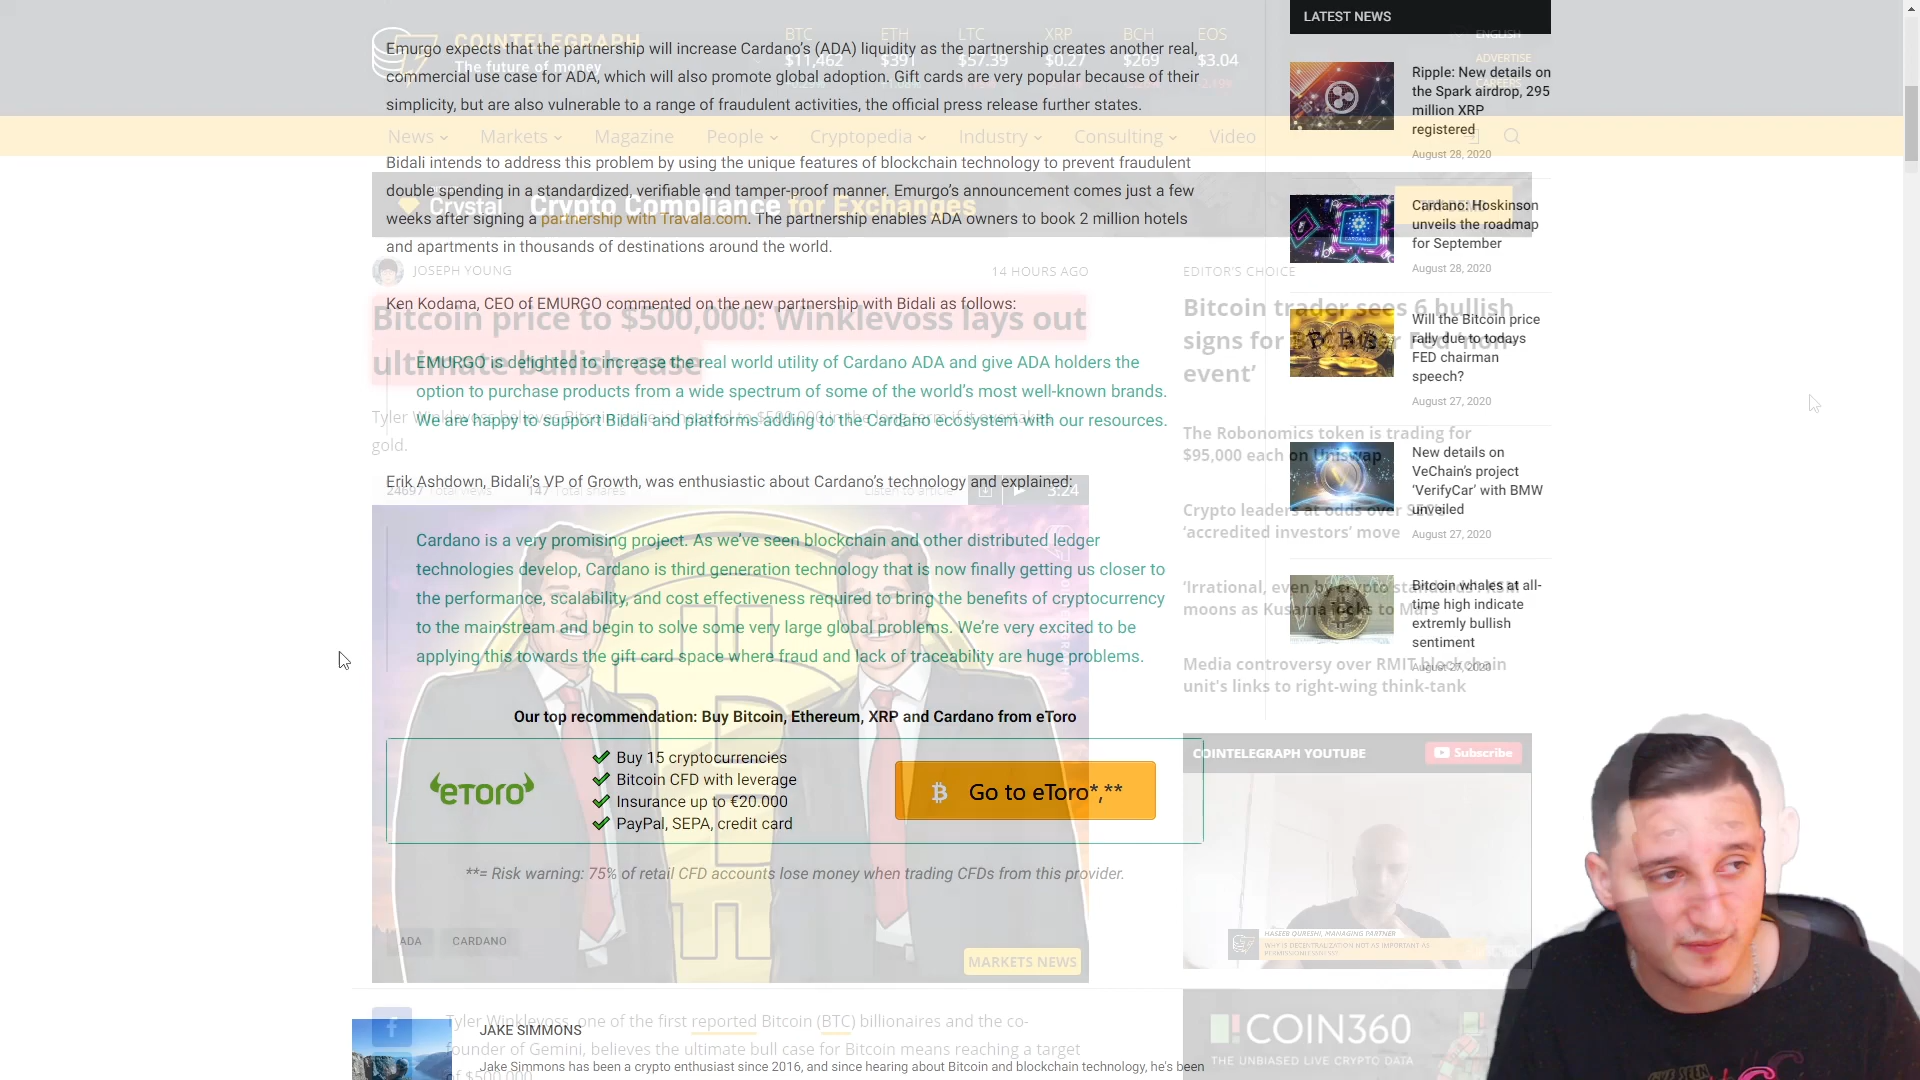 COINTELEGRAPH
The future of money
BTC ETH LTC XRP BCH EOS
$11,462 $391 $57.39 $0.27 $269 $3.04
ENGLISH
ADVERTISE
CAREERS
News Markets Magazine People Cryptopedia Industry Consulting Video
Emurgo expects that the partnership will increase Cardano's (ADA) liquidity as the partnership creates another real,
commercial use case for ADA, which will also promote global adoption. Gift cards are very popular because of their
simplicity, but are also vulnerable to a range of fraudulent activities, the official press release further states.
Bidali intends to address this problem by using the unique features of blockchain technology to prevent fraudulent
double spending in a standardized, verifiable and tamper-proof manner. Emurgo's announcement comes just a few
weeks after signing a partnership with Travala.com. The partnership enables ADA owners to book 2 million hotels
and apartments in thousands of destinations around the world.
Crystal Crypto Compliance for Exchanges
JOSEPH YOUNG 14 HOURS AGO
Ken Kodama, CEO of EMURGO commented on the new partnership with Bidali as follows:
Bitcoin price to $500,000: Winklevoss lays out
ultimate bullish case
EMURGO is delighted to increase the real world utility of Cardano ADA and give ADA holders the
option to purchase products from a wide spectrum of some of the world's most well-known brands.
We are happy to support Bidali and platforms adding to the Cardano ecosystem with our resources.
gold.
Erik Ashdown, Bidali's VP of Growth, was enthusiastic about Cardano's technology and explained:
24697 Total views 147 Total shares Listen to article 3:24
Cardano is a very promising project. As we've seen blockchain and other distributed ledger
technologies develop, Cardano is third generation technology that is now finally getting us closer to
the performance, scalability, and cost effectiveness required to bring the benefits of cryptocurrency
to the mainstream and begin to solve some very large global problems. We're very excited to be
applying this towards the gift card space where fraud and lack of traceability are huge problems.
Our top recommendation: Buy Bitcoin, Ethereum, XRP and Cardano from eToro
eToro
Buy 15 cryptocurrencies
Bitcoin CFD with leverage
Insurance up to €20.000
PayPal, SEPA, credit card
Go to eToro*,**
**= Risk warning: 75% of retail CFD accounts lose money when trading CFDs from this provider.
ADA CARDANO
MARKETS NEWS
Tyler Winklevoss, one of the first reported Bitcoin (BTC) billionaires and the co-
founder of Gemini, believes the ultimate bull case for Bitcoin means reaching a target
of $500,000
JAKE SIMMONS
Jake Simmons has been a crypto enthusiast since 2016, and since hearing about Bitcoin and blockchain technology, he's been
LATEST NEWS
Ripple: New details on
the Spark airdrop, 295
million XRP
registered
August 28, 2020
Cardano: Hoskinson
unveils the roadmap
for September
August 28, 2020
Will the Bitcoin price
rally due to todays
FED chairman
speech?
August 27, 2020
New details on
VeChain's project
'VerifyCar' with BMW
unveiled
August 27, 2020
Bitcoin whales at all-
time high indicate
extremly bullish
sentiment
August 27, 2020
EDITOR'S CHOICE
Bitcoin trader sees 6 bullish
signs for
event'
The Robonomics token is trading for
$95,000 each on Uniswap
Crypto leaders at odds over
'accredited investors' move
'Irrational, even by crypto standards'
moons as Kusama looks to Mars
Media controversy over RMIT blockchain
unit's links to right-wing think-tank
COINTELEGRAPH YOUTUBE Subscribe
HASEEB QURESHI, MANAGING PARTNER
COIN360
THE UNBIASED LIVE CRYPTO DATA